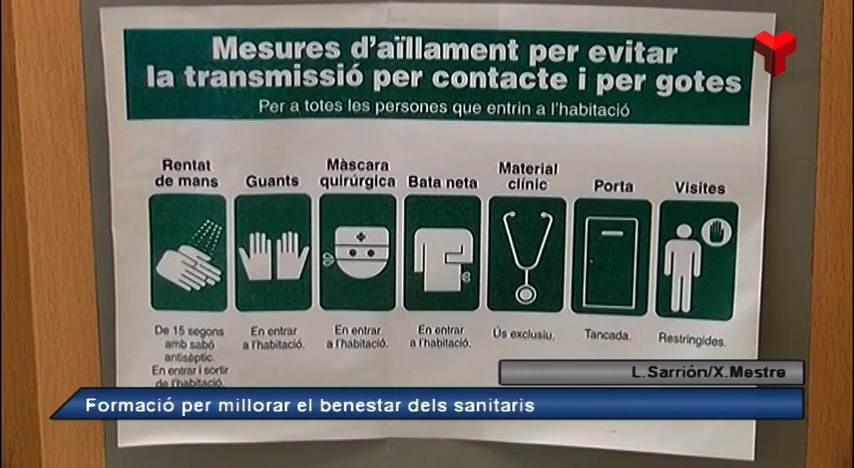 Mesures d'aïllament per evitar
la transmissió per contacte i per gotes
Per a totes les persones que entrin a l'habitació
Rentat
de mans
Guants
Màscara
quirúrgica
Bata neta
Material
clínic
Porta
Visites
De 15 segons
amb sabó
antisèptic.
En entrar i sortir
de l'habitació.
En entrar
a l'habitació.
En entrar
a l'habitació.
En entrar
a l'habitació.
Ús exclusiu.
Tancada.
Restringides.
L.Sarrión/X.Mestre
Formació per millorar el benestar dels sanitaris